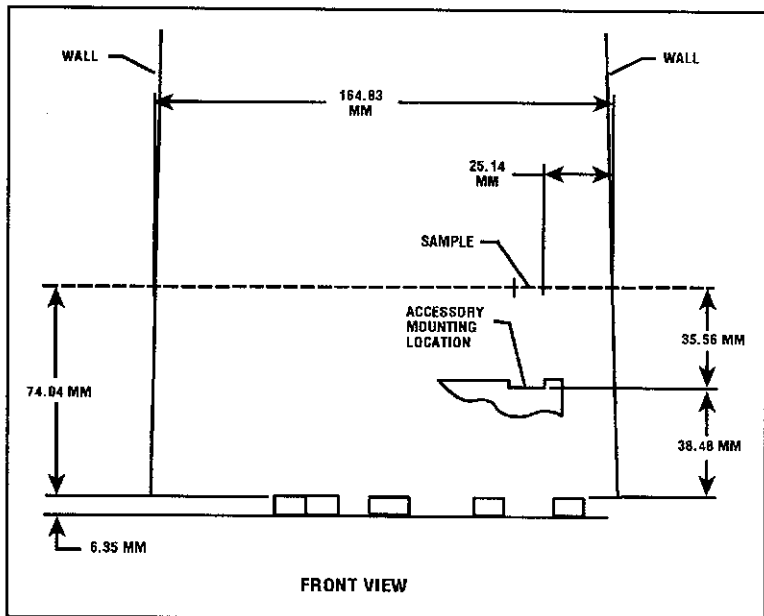 WALL
WALL
164.83
MM
25.14
MM
SAMPLE
ACCESSORY
MOUNTING
LOCATION
35.56 MM
74.04 MM
38.48 MM
6.35 MM
FRONT VIEW